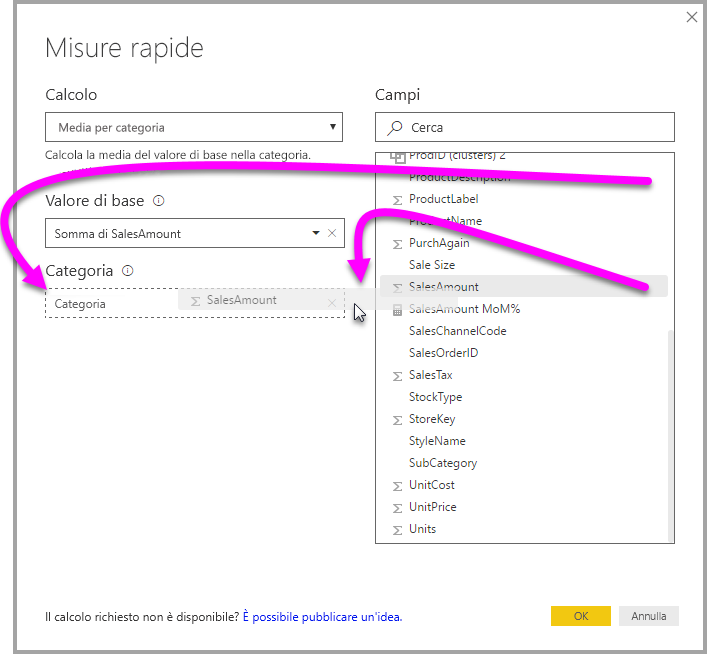 Misure rapide
Calcolo
Media per categoria
Calcola la media del valore di base nella categoria.
Valore di base
Somma di SalesAmount
Categoria
Categoria
SalesAmount
Campi
Cerca
ProdID (clusters) 2
ProductDescription
ProductLabel
ProductName
PurchAgain
Sale Size
SalesAmount
SalesAmount MoM%
SalesChannelCode
SalesOrderID
SalesTax
StockType
StoreKey
StyleName
SubCategory
UnitCost
UnitPrice
Units
Il calcolo richiesto non è disponibile? È possibile pubblicare un'idea.
OK
Annulla